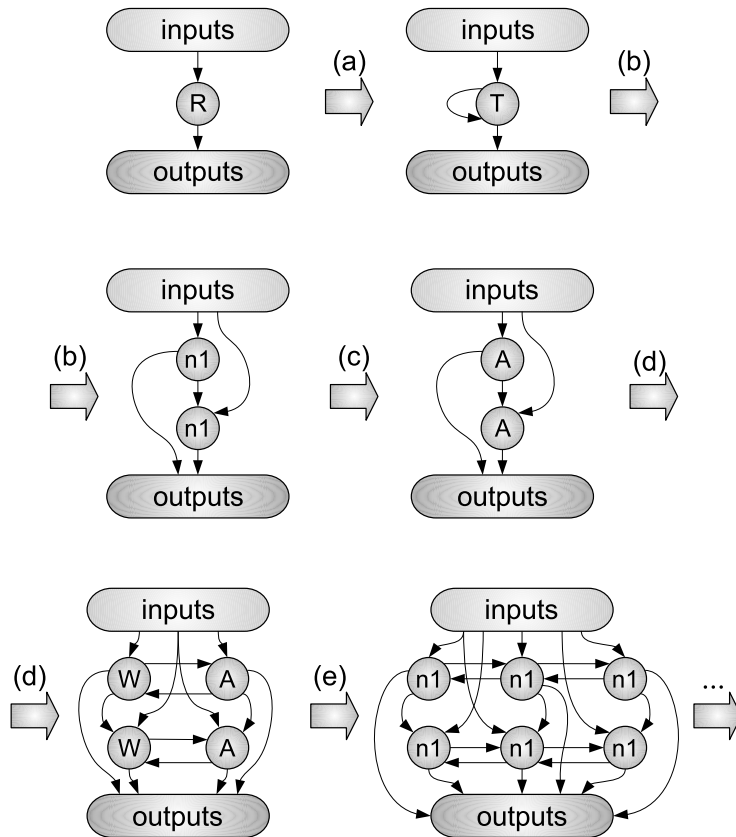 inputs
inputs
(a)
(b)
R
T
outputs
outputs
inputs
inputs
(b)
(c)
(d)
n1
A
n1
A
outputs
outputs
inputs
inputs
(d)
(e)
...
W
A
n1
n1
n1
W
A
n1
n1
n1
outputs
outputs